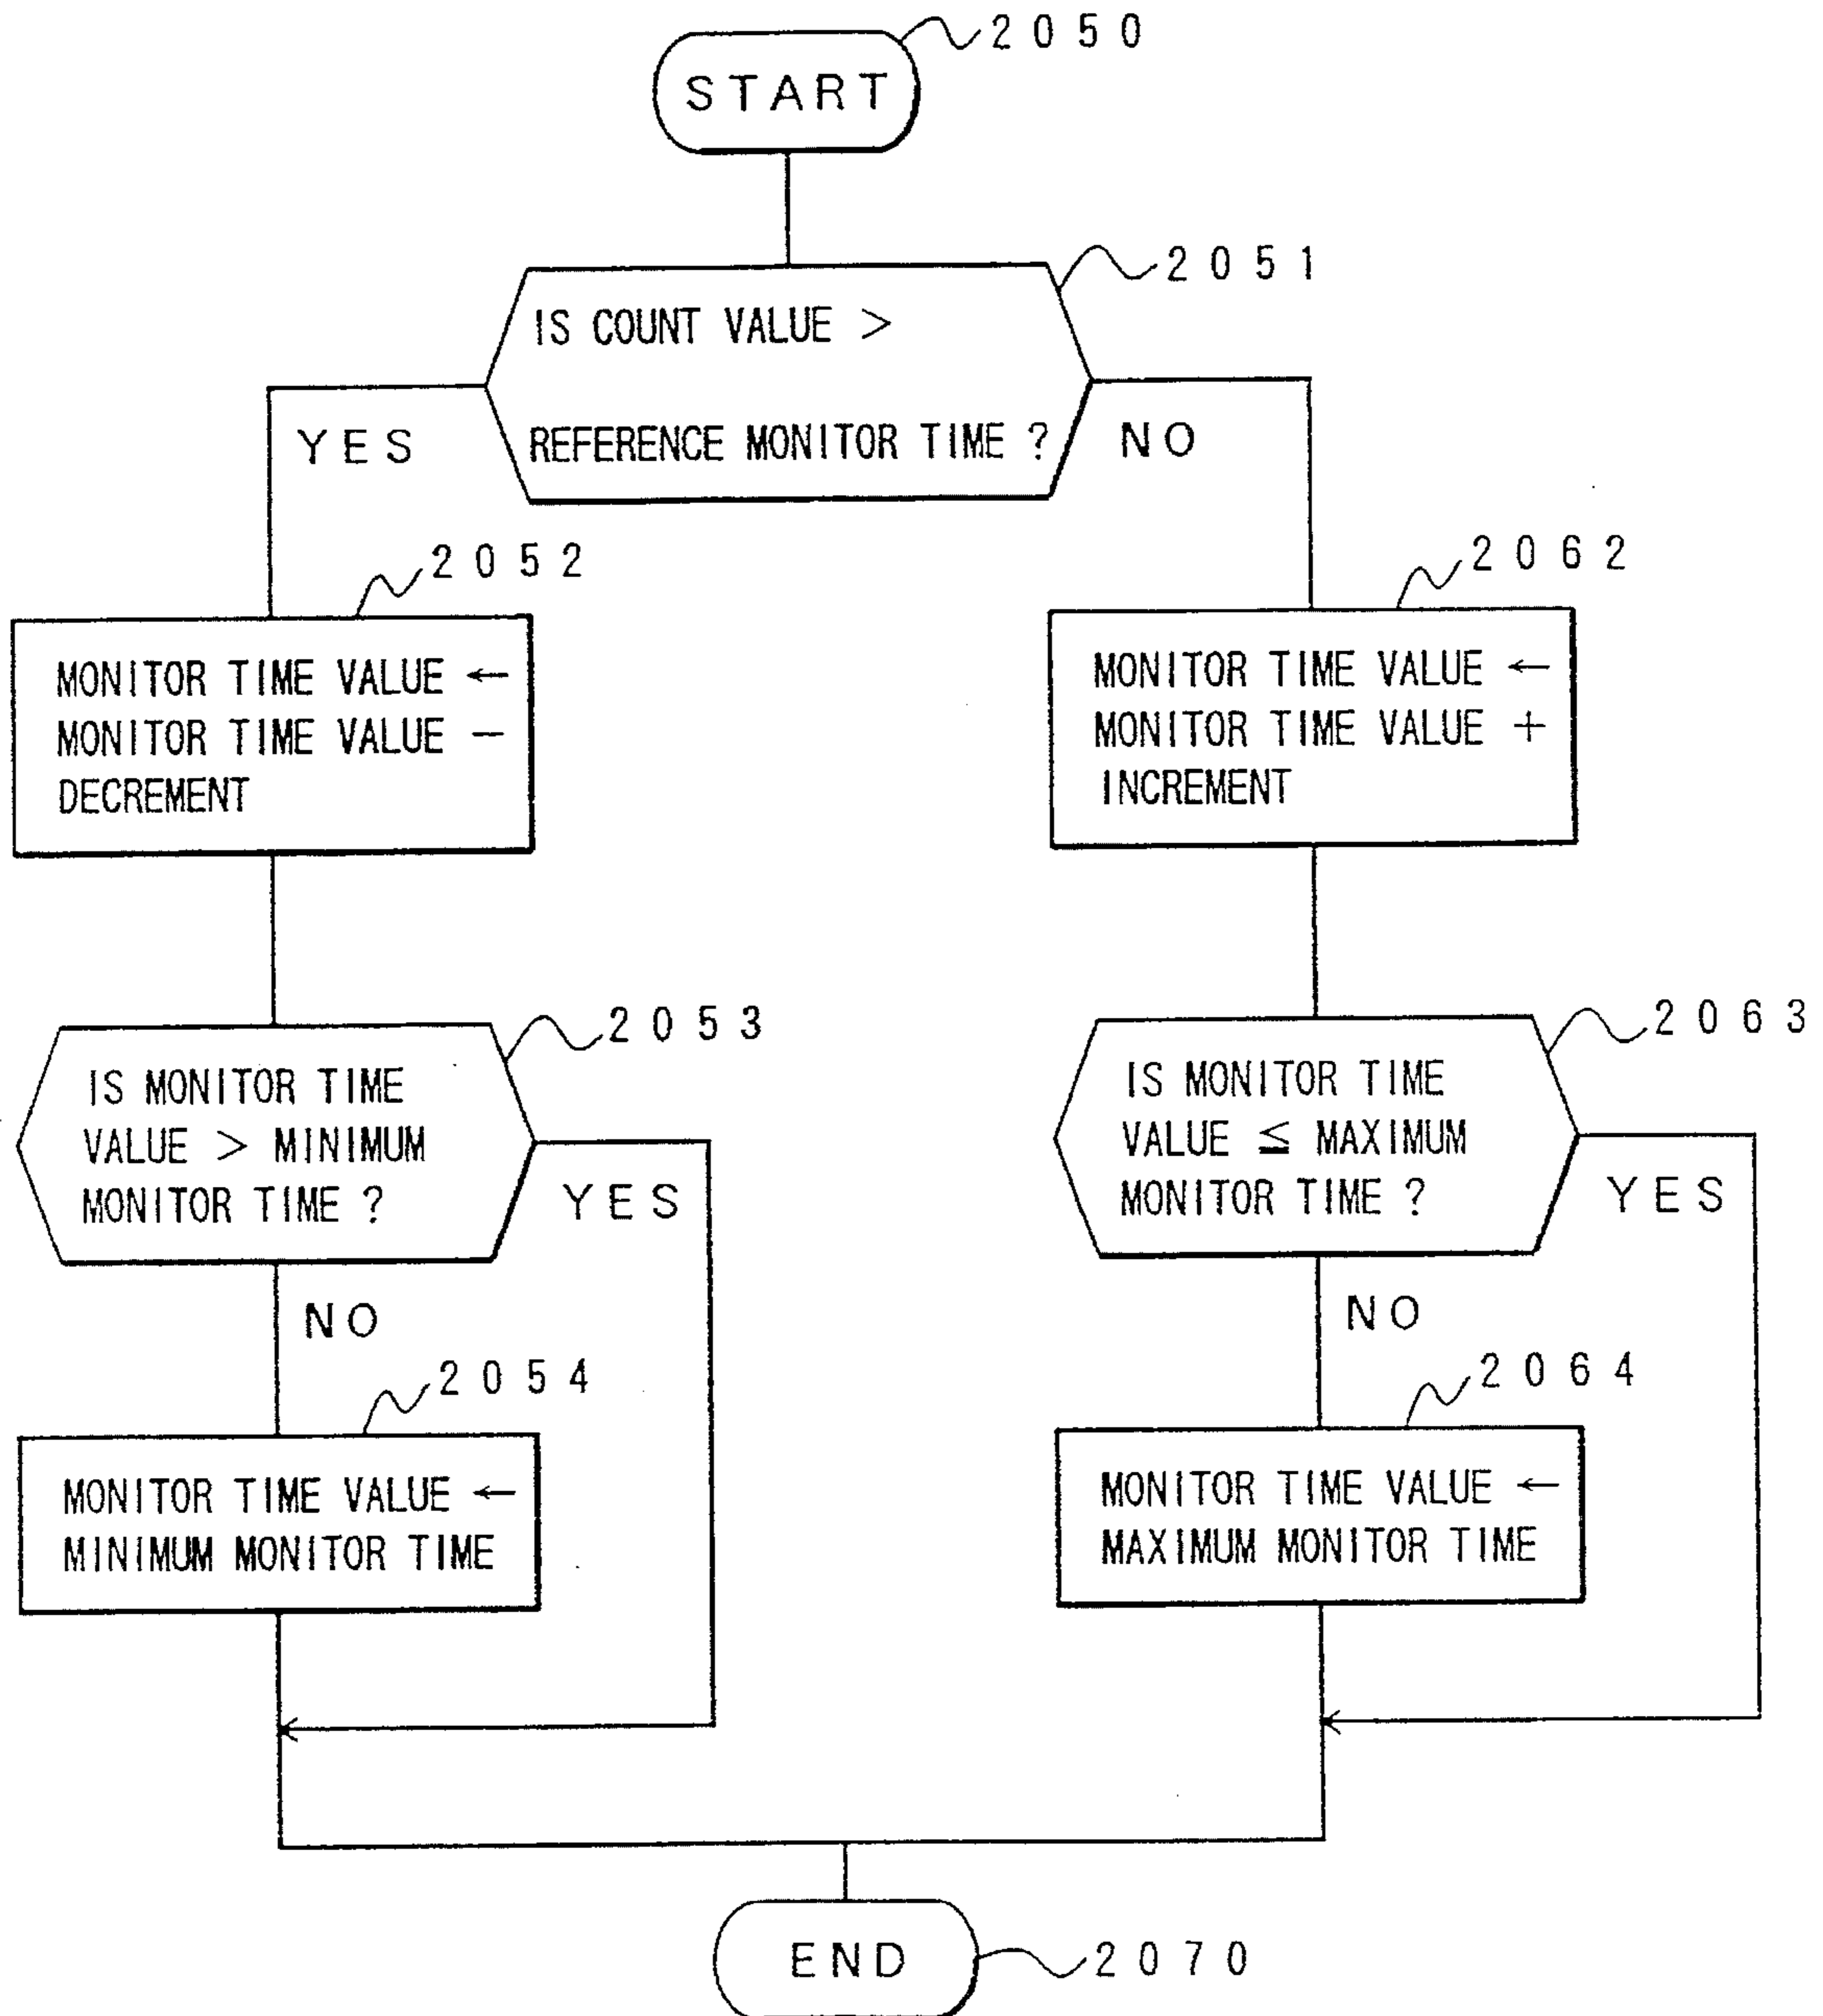 2050
START
2051
IS COUNT VALUE >
REFERENCE MONITOR TIME ?
YES
NO
2052
MONITOR TIME VALUE ←
MONITOR TIME VALUE −
DECREMENT
2062
MONITOR TIME VALUE ←
MONITOR TIME VALUE +
INCREMENT
2053
IS MONITOR TIME
VALUE > MINIMUM
MONITOR TIME ?
YES
NO
2063
IS MONITOR TIME
VALUE ≦ MAXIMUM
MONITOR TIME ?
YES
NO
2054
MONITOR TIME VALUE ←
MINIMUM MONITOR TIME
2064
MONITOR TIME VALUE ←
MAXIMUM MONITOR TIME
END
2070